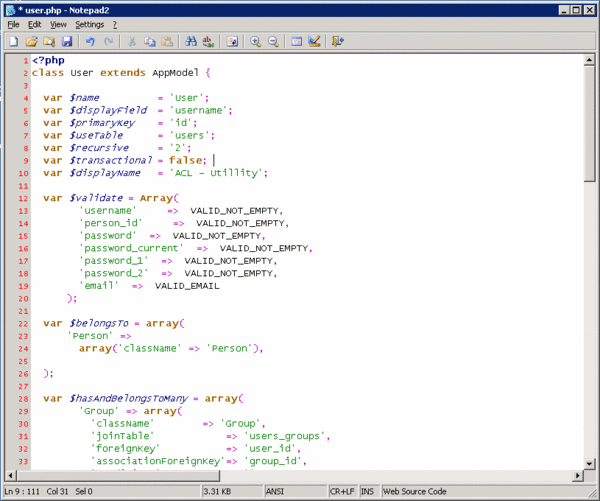 * user.php - Notepad2
File Edit View Settings ?
1 <?php
2 class User extends AppModel {
3
4 var $name = 'User';
5 var $displayField = 'username';
6 var $primaryKey = 'id';
7 var $useTable = 'users';
8 var $recursive = '2';
9 var $transactional = false;
10 var $displayName = 'ACL - Utillity';
11
12 var $validate = Array(
13 'username' => VALID_NOT_EMPTY,
14 'person_id' => VALID_NOT_EMPTY,
15 'password' => VALID_NOT_EMPTY,
16 'password_current' => VALID_NOT_EMPTY,
17 'password_1' => VALID_NOT_EMPTY,
18 'password_2' => VALID_NOT_EMPTY,
19 'email' => VALID_EMAIL
20 );
21
22 var $belongsTo = array(
23 'Person' =>
24 array('className' => 'Person'),
25
26 );
27
28 var $hasAndBelongsToMany = array(
29 'Group' => array(
30 'className' => 'Group',
31 'joinTable' => 'users_groups',
32 'foreignKey' => 'user_id',
33 'associationForeignKey'=> 'group_id',
Ln 9 : 111 Col 31 Sel 0 3.31 KB ANSI CR+LF INS Web Source Code